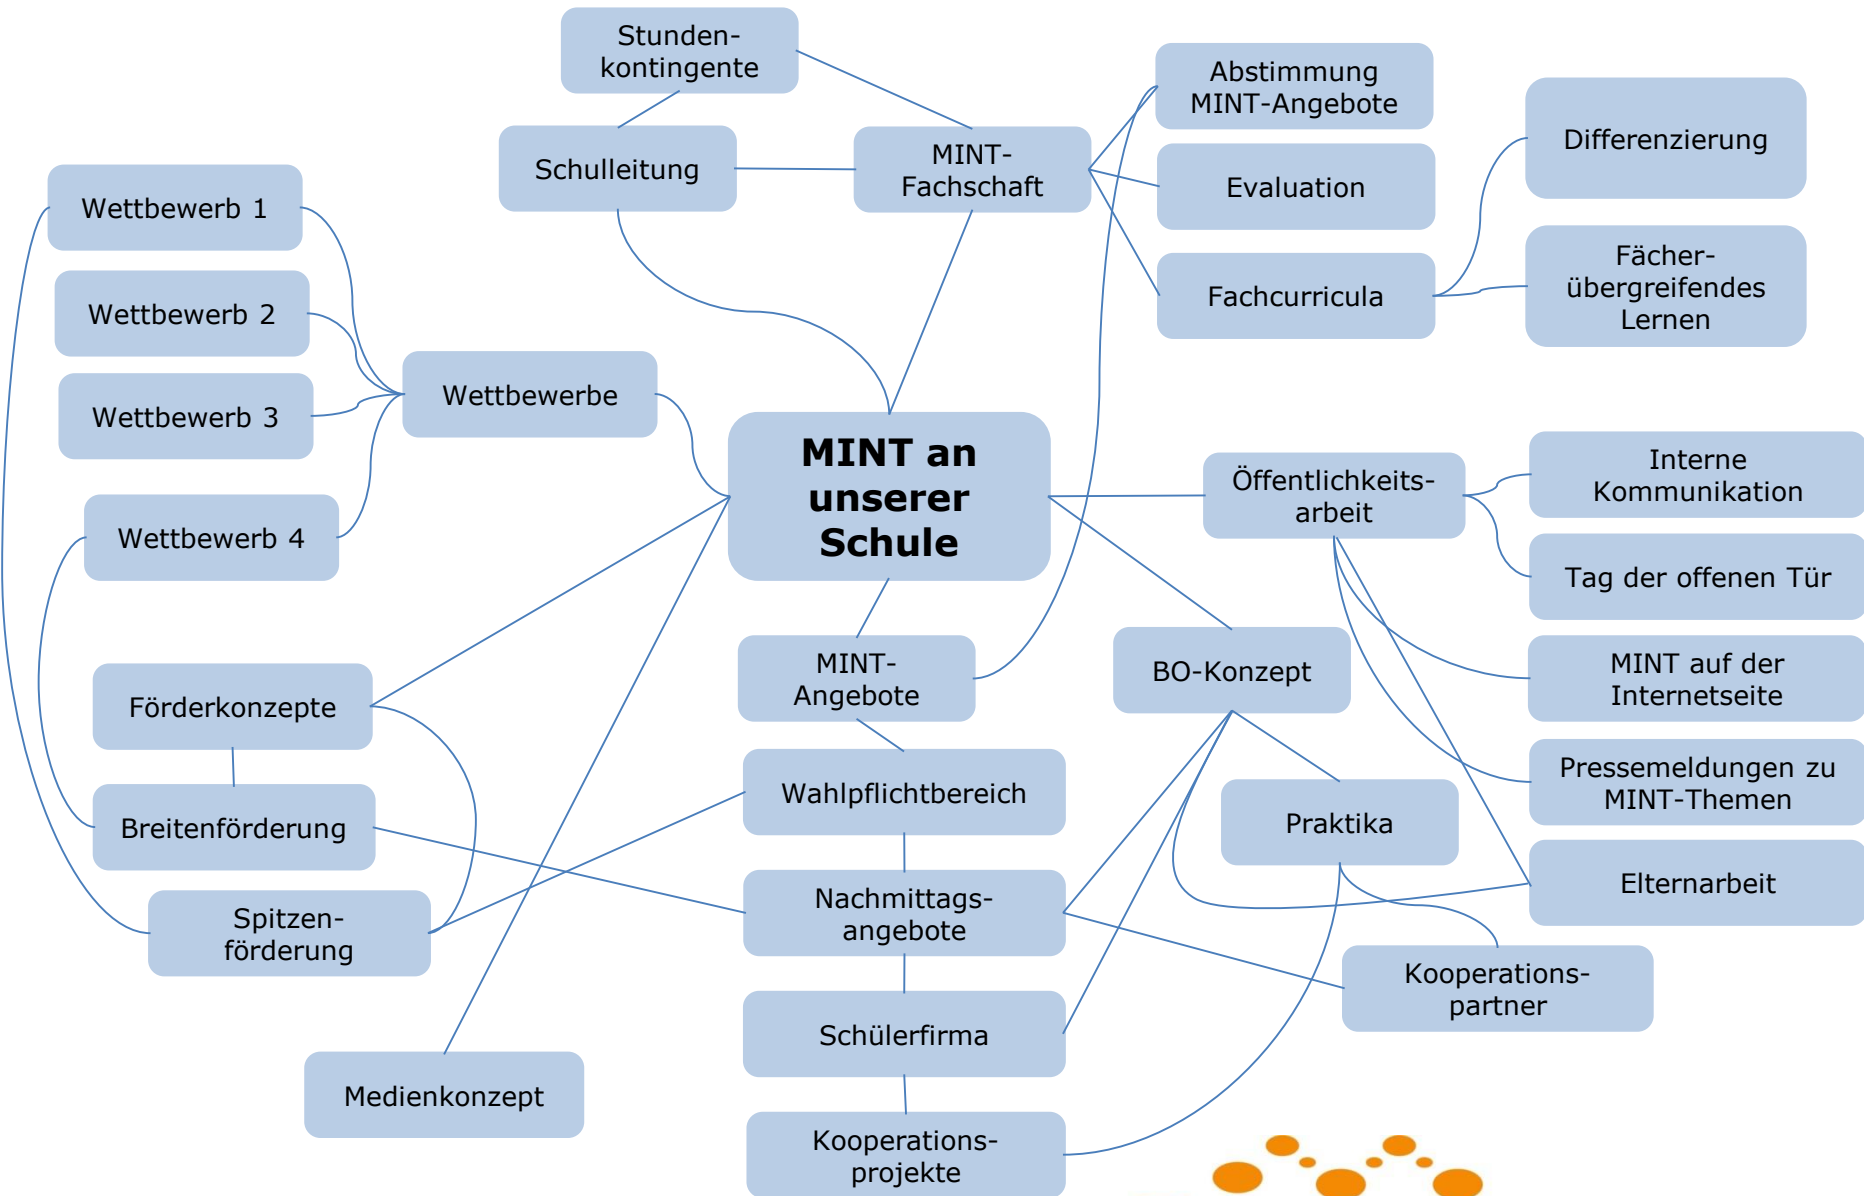 Stunden-
kontingente
Abstimmung
MINT-Angebote
Differenzierung
Schulleitung
MINT-
Fachschaft
Evaluation
Wettbewerb 1
Fachcurricula
Fächer-
übergreifendes
Lernen
Wettbewerb 2
Wettbewerbe
Wettbewerb 3
MINT an
unserer
Schule
Öffentlichkeits-
arbeit
Interne
Kommunikation
Wettbewerb 4
Tag der offenen Tür
MINT-
Angebote
BO-Konzept
MINT auf der
Internetseite
Förderkonzepte
Wahlpflichtbereich
Pressemeldungen zu
MINT-Themen
Breitenförderung
Praktika
Elternarbeit
Spitzen-
förderung
Nachmittags-
angebote
Kooperations-
partner
Schülerfirma
Medienkonzept
Kooperations-
projekte